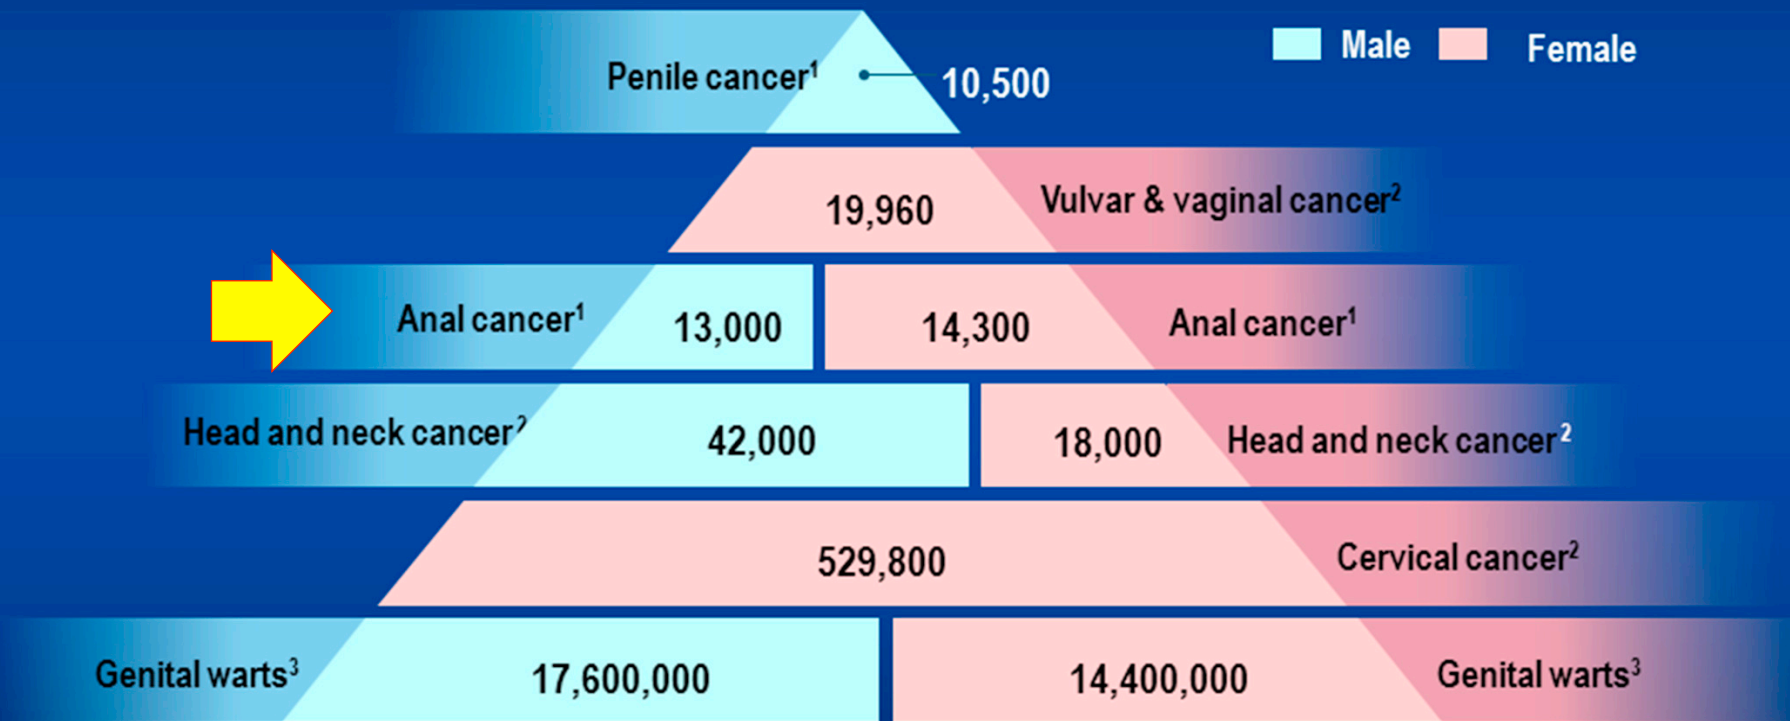 Male Female
Penile cancer¹ 10,500
19,960 Vulvar & vaginal cancer²
Anal cancer¹ 13,000 14,300 Anal cancer¹
Head and neck cancer² 42,000 18,000 Head and neck cancer²
529,800 Cervical cancer²
Genital warts³ 17,600,000 14,400,000 Genital warts³